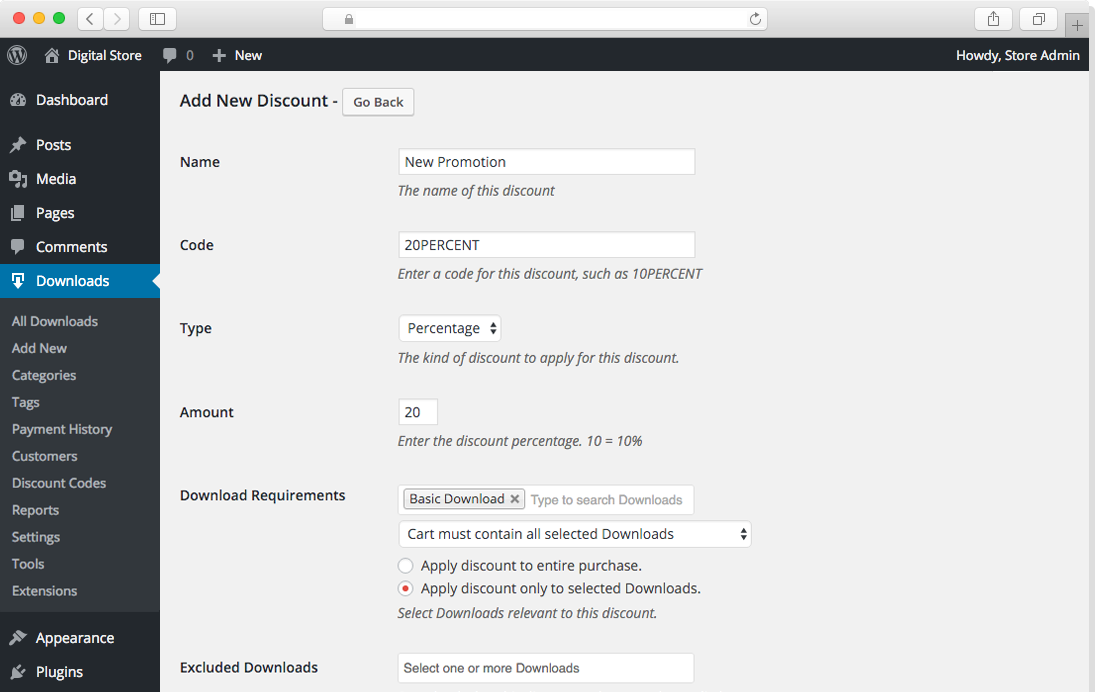 Digital Store 0 New Howdy, Store Admin
Dashboard
Posts
Media
Pages
Comments
Downloads
All Downloads
Add New
Categories
Tags
Payment History
Customers
Discount Codes
Reports
Settings
Tools
Extensions
Appearance
Plugins
Add New Discount - Go Back
Name New Promotion
The name of this discount
Code 20PERCENT
Enter a code for this discount, such as 10PERCENT
Type Percentage
The kind of discount to apply for this discount.
Amount 20
Enter the discount percentage. 10 = 10%
Download Requirements Basic Download Type to search Downloads
Cart must contain all selected Downloads
Apply discount to entire purchase.
Apply discount only to selected Downloads.
Select Downloads relevant to this discount.
Excluded Downloads Select one or more Downloads